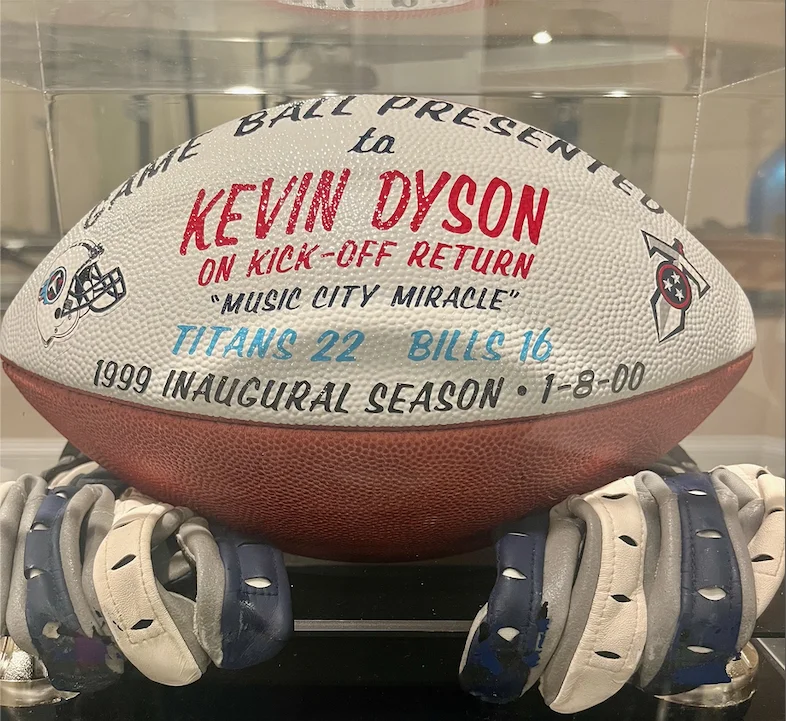 GAME BALL PRESENTED
to
KEVIN DYSON
ON KICK-OFF RETURN
"MUSIC CITY MIRACLE"
TITANS 22 BILLS 16
1999 INAUGURAL SEASON • 1-8-00